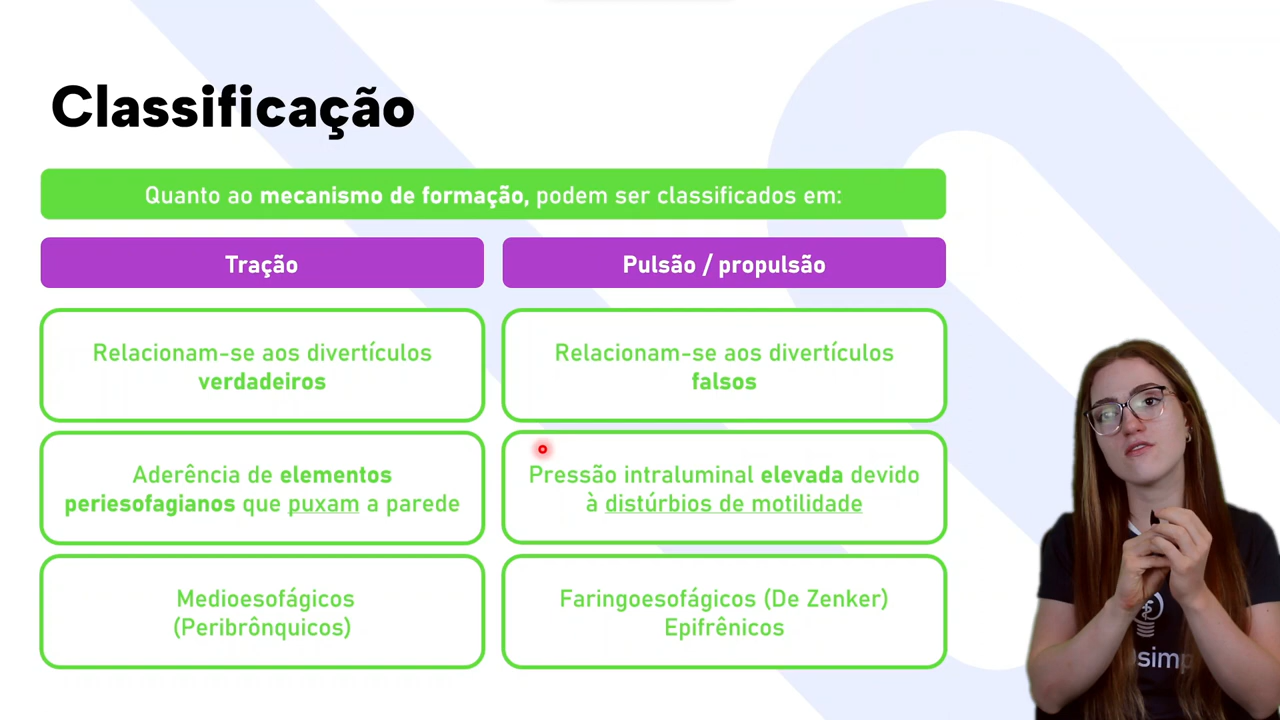 Classificação
Quanto ao mecanismo de formação, podem ser classificados em:
Tração
Pulsão / propulsão
Relacionam-se aos divertículos
verdadeiros
Relacionam-se aos divertículos
falsos
Aderência de elementos
periesofagianos que puxam a parede
Pressão intraluminal elevada devido
à distúrbios de motilidade
Medioesofágicos
(Peribrônquicos)
Faringoesofágicos (De Zenker)
Epifrênicos